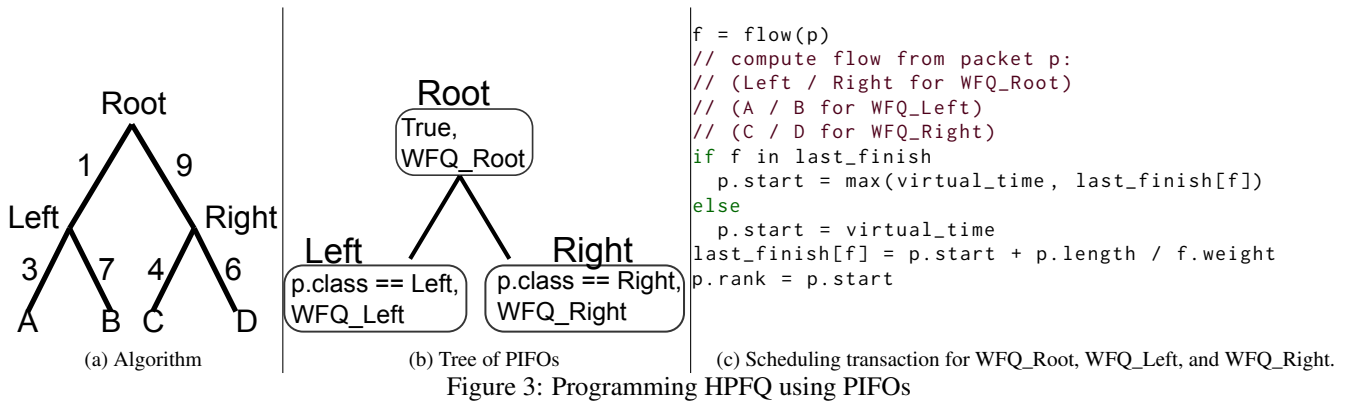 Root
1 9
Left Right
3 7 4 6
A B C D
(a) Algorithm
Root
True,
WFQ_Root
Left
p.class == Left,
WFQ_Left
Right
p.class == Right,
WFQ_Right
(b) Tree of PIFOs
f = flow(p)
// compute flow from packet p:
// (Left / Right for WFQ_Root)
// (A / B for WFQ_Left)
// (C / D for WFQ_Right)
if f in last_finish
p.start = max(virtual_time, last_finish[f])
else
p.start = virtual_time
last_finish[f] = p.start + p.length / f.weight
p.rank = p.start
(c) Scheduling transaction for WFQ_Root, WFQ_Left, and WFQ_Right.
Figure 3: Programming HPFQ using PIFOs